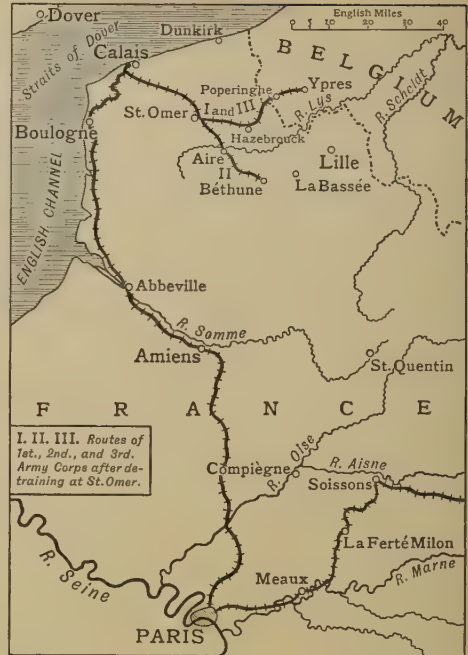 English Miles
0 5 10 20 30 40
Dover
Straits of Dover
Dunkirk
Calais
BELGIUM
Poperinghe
Ypres
St. Omer
I and III
R. Lys
R. Scheldt
Boulogne
Hazebrouck
Aire
Lille
II
Béthune
La Bassée
ENGLISH CHANNEL
Abbeville
R. Somme
Amiens
St. Quentin
FRANCE
I. II. III. Routes of
1st., 2nd., and 3rd.
Army Corps after de-
training at St. Omer.
Compiègne
R. Oise
R. Aisne
Soissons
La Ferté Milon
R. Seine
Meaux
R. Marne
PARIS